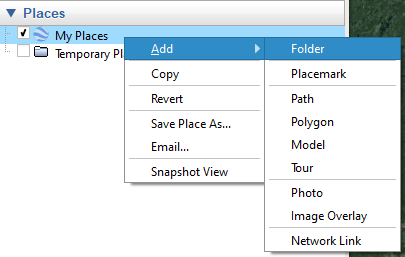 Places
My Places
Temporary Pl
Add
Copy
Revert
Save Place As...
Email...
Snapshot View
Folder
Placemark
Path
Polygon
Model
Tour
Photo
Image Overlay
Network Link